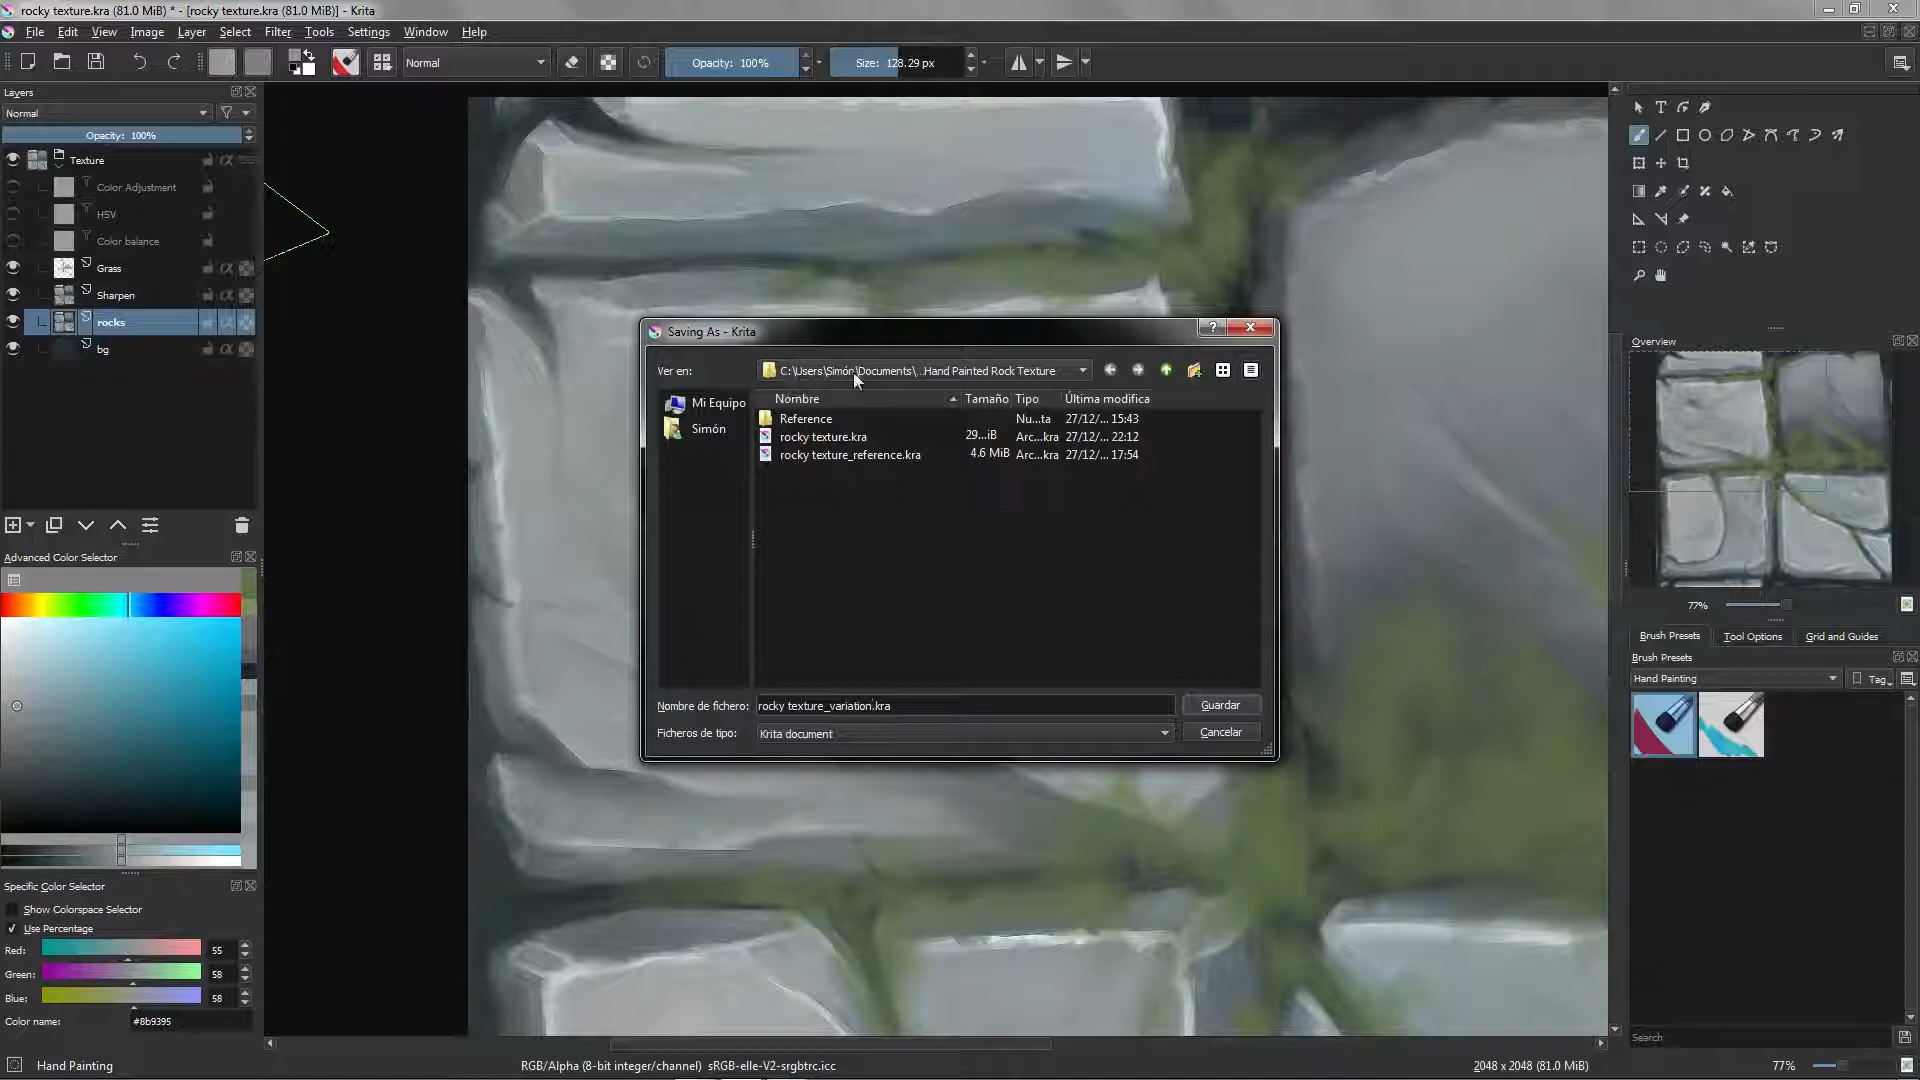 rocky texture.kra (81.0 MiB) * - [rocky texture.kra (81.0 MiB)] - Krita
File Edit View Image Layer Select Filter Tools Settings Window Help
Normal
Opacity: 100%
Size: 128.29 px
Layers
Normal
Opacity: 100%
Texture
Color Adjustment
HSV
Color balance
Grass
Sharpen
rocks
bg
Advanced Color Selector
Specific Color Selector
Show Colorspace Selector
Use Percentage
Red: 55
Green: 58
Blue: 58
Color name: #8b9395
Saving As - Krita
Ver en: C:\Users\Simón\Documents\...Hand Painted Rock Texture
Mi Equipo
Simón
Nombre Tamaño Tipo Última modifica
Reference Nu...ta 27/12/... 15:43
rocky texture.kra 29...iB Arc...kra 27/12/... 22:12
rocky texture_reference.kra 4.6 MiB Arc...kra 27/12/... 17:54
Nombre de fichero: rocky texture_variation.kra Guardar
Ficheros de tipo: Krita document Cancelar
Overview
77%
Brush Presets Tool Options Grid and Guides
Brush Presets
Hand Painting Tag
Search
Hand Painting
RGB/Alpha (8-bit integer/channel) sRGB-elle-V2-srgbtrc.icc
2048 x 2048 (81.0 MiB)
77%